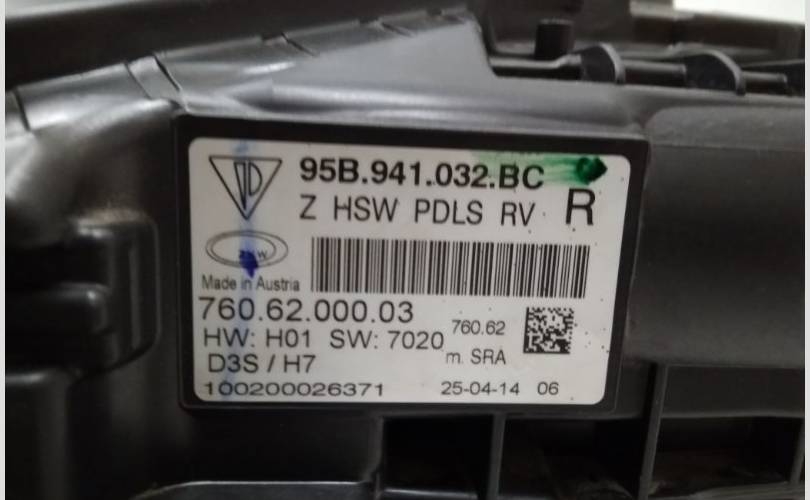 95B.941.032.BC
Z HSW PDLS RV R
ZKW
Made in Austria
760.62.000.03
HW: H01 SW: 7020
760.62
D3S / H7
m. SRA
100200026371
25-04-14 06